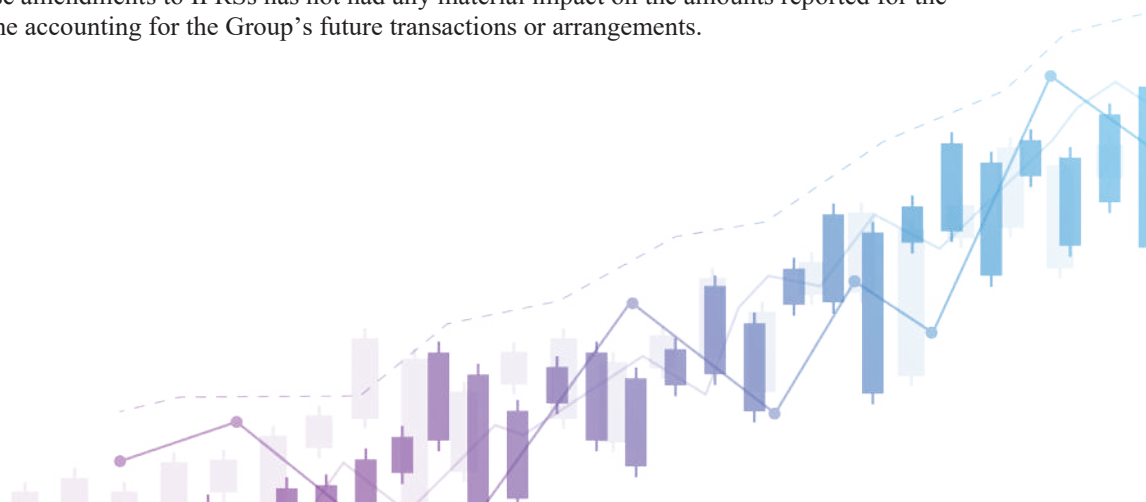 amendments to IFRSs has not had any material impact on the amounts reported for the
accounting for the Group’s future transactions or arrangements.